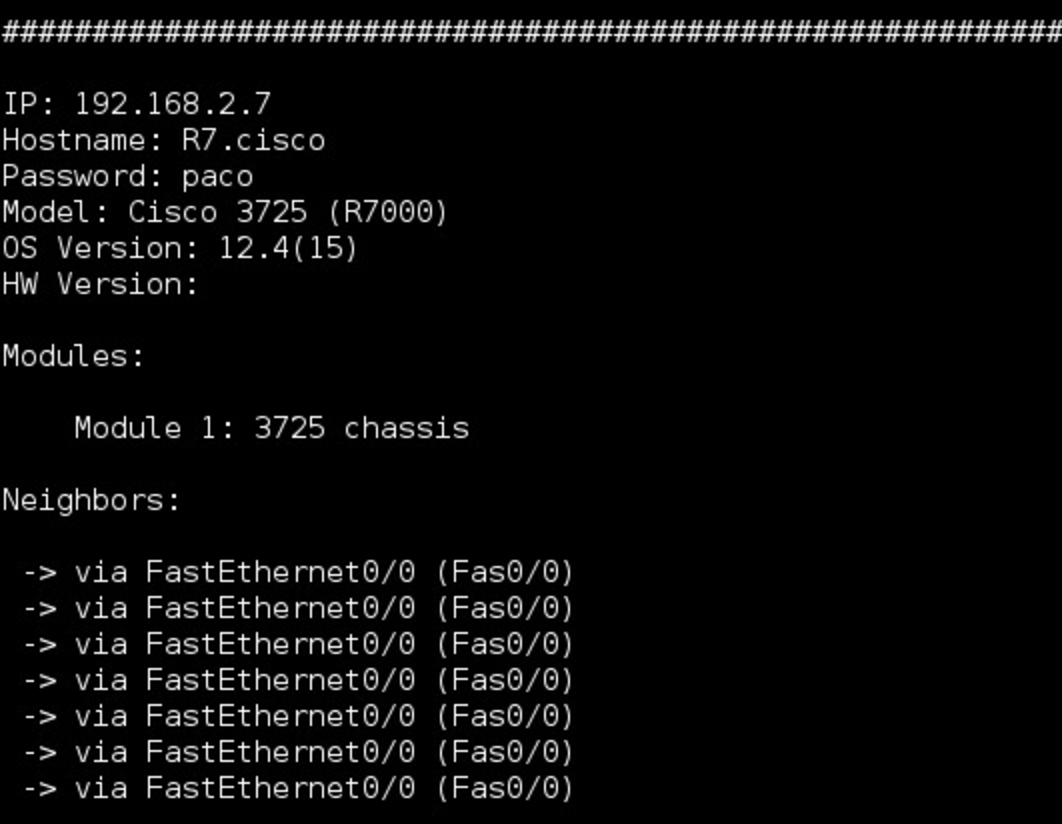 ###########################################################
IP: 192.168.2.7
Hostname: R7.cisco
Password: paco
Model: Cisco 3725 (R7000)
OS Version: 12.4(15)
HW Version:
Modules:
Module 1: 3725 chassis
Neighbors:
-> via FastEthernet0/0 (Fas0/0)
-> via FastEthernet0/0 (Fas0/0)
-> via FastEthernet0/0 (Fas0/0)
-> via FastEthernet0/0 (Fas0/0)
-> via FastEthernet0/0 (Fas0/0)
-> via FastEthernet0/0 (Fas0/0)
-> via FastEthernet0/0 (Fas0/0)